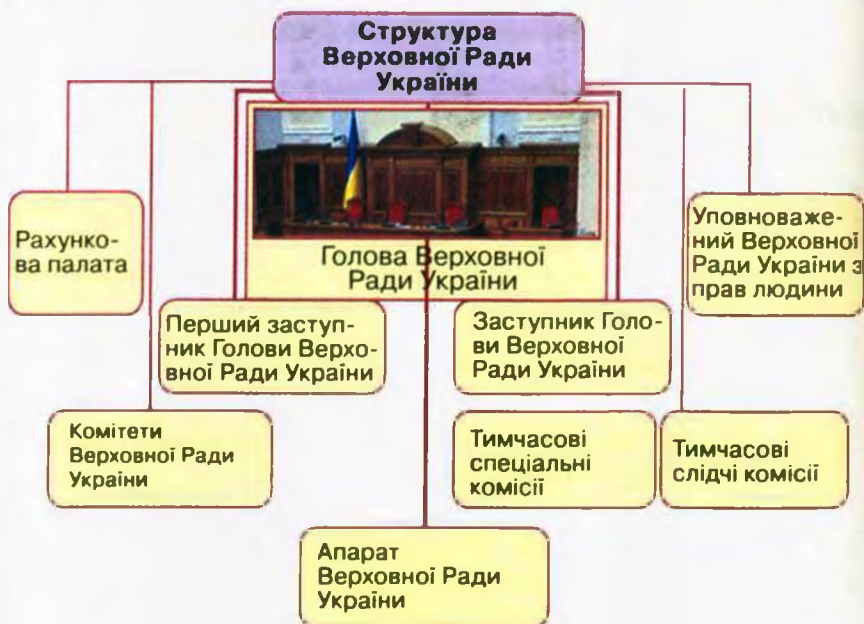 Структура
Верховної Ради
України
Голова Верховної
Ради України
Рахунко-
ва палата
Уповноваже-
ний Верховної
Ради України з
прав людини
Перший заступ-
ник Голови Верхо-
вної Ради України
Заступник Голо-
ви Верховної
Ради України
Комітети
Верховної Ради
України
Тимчасові
спеціальні
комісії
Тимчасові
слідчі комісії
Апарат
Верховної Ради
України